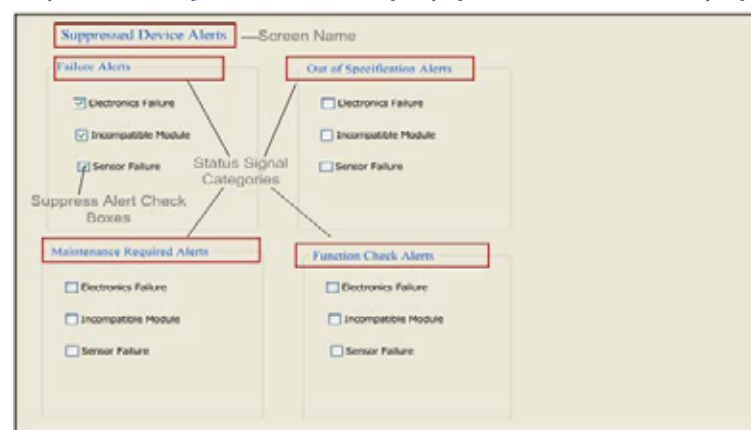 Suppressed Device Alerts
Screen Name
Failure Alerts
Electronics Failure
Incompatible Module
Sensor Failure
Out of Specification Alerts
Electronics Failure
Incompatible Module
Sensor Failure
Status Signal
Categories
Suppress Alert Check
Boxes
Maintenance Required Alerts
Electronics Failure
Incompatible Module
Sensor Failure
Function Check Alerts
Electronics Failure
Incompatible Module
Sensor Failure